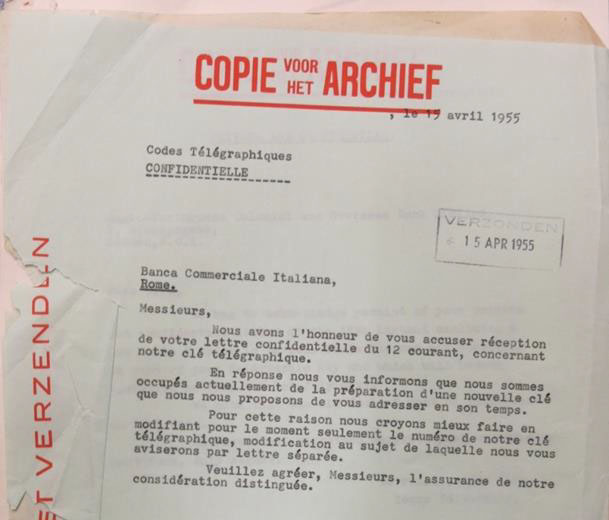 COPIE VOOR HET ARCHIEF
, le 15 avril 1955
Codes Télégraphiques
CONFIDENTIELLE
VERZONDEN
15 APR 1955
Banca Commerciale Italiana,
Rome.
Messieurs,
Nous avons l'honneur de vous accuser réception
de votre lettre confidentielle du 12 courant, concernant
notre clé télégraphique.
En réponse nous vous informons que nous sommes
occupés actuellement de la préparation d'une nouvelle clé
que nous nous proposons de vous adresser en son temps.
Pour cette raison nous croyons mieux faire en
modifiant pour le moment seulement le numéro de notre clé
télégraphique, modification au sujet de laquelle nous vous
aviserons par lettre séparée.
Veuillez agréer, Messieurs, l'assurance de notre
considération distinguée.
ET VERZENDEN